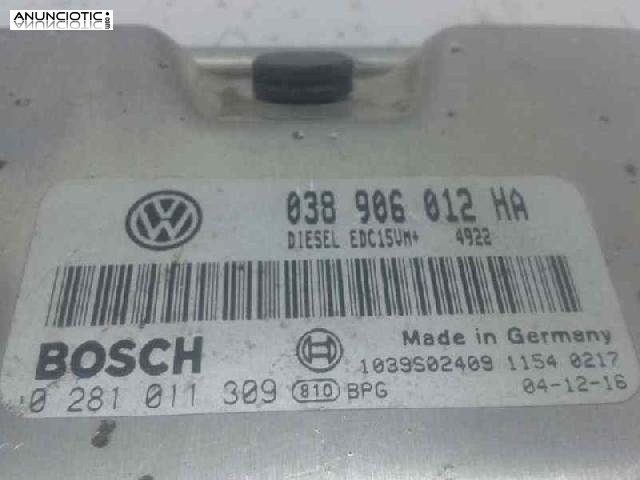 ANUNCIOTIC.com
038 906 012 HA
DIESEL EDC15VM+ 4922
BOSCH
Made in Germany
1039S02409 1154 0217
0 281 011 309 810 BPG 04-12-16